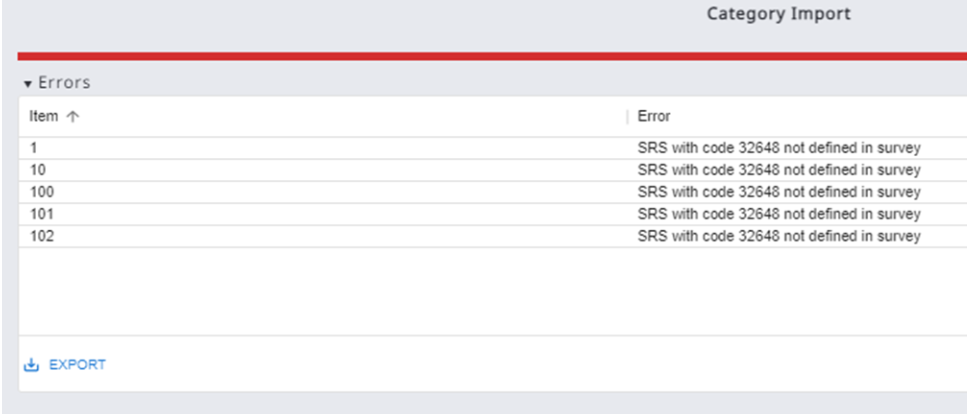 Category Import
▾ Errors
Item ↑ Error
1 SRS with code 32648 not defined in survey
10 SRS with code 32648 not defined in survey
100 SRS with code 32648 not defined in survey
101 SRS with code 32648 not defined in survey
102 SRS with code 32648 not defined in survey
EXPORT